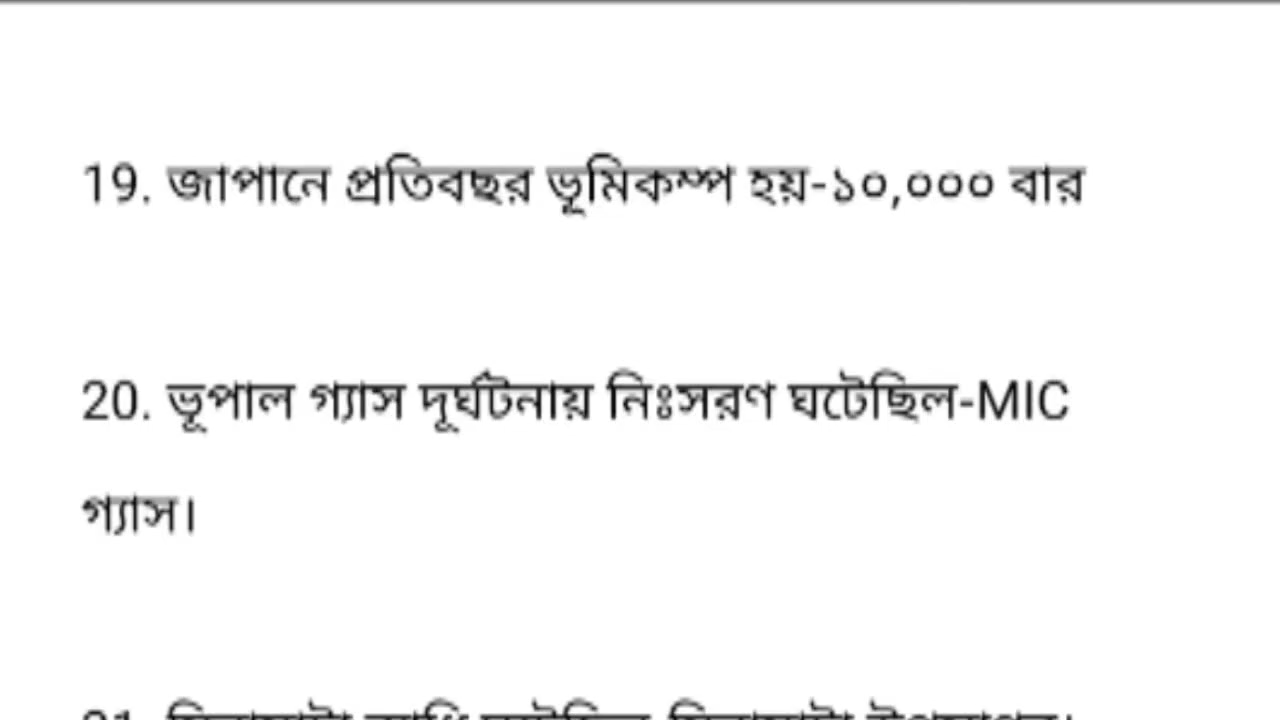 19. জাপানে প্রতিবছর ভূমিকম্প হয়-১০,০০০ বার
20. ভূপাল গ্যাস দূর্ঘটনায় নিঃসরণ ঘটেছিল-MIC
গ্যাস।